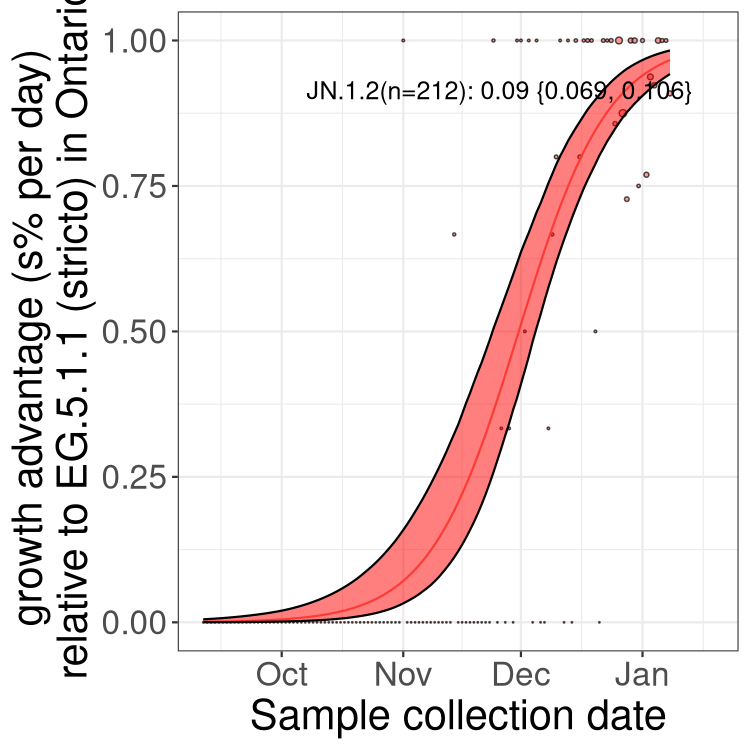 growth advantage (s% per day)
relative to EG.5.1.1 (stricto) in Ontario
1.00
0.75
0.50
0.25
0.00
JN.1.2(n=212): 0.09 {0.069, 0.106}
Oct Nov Dec Jan
Sample collection date